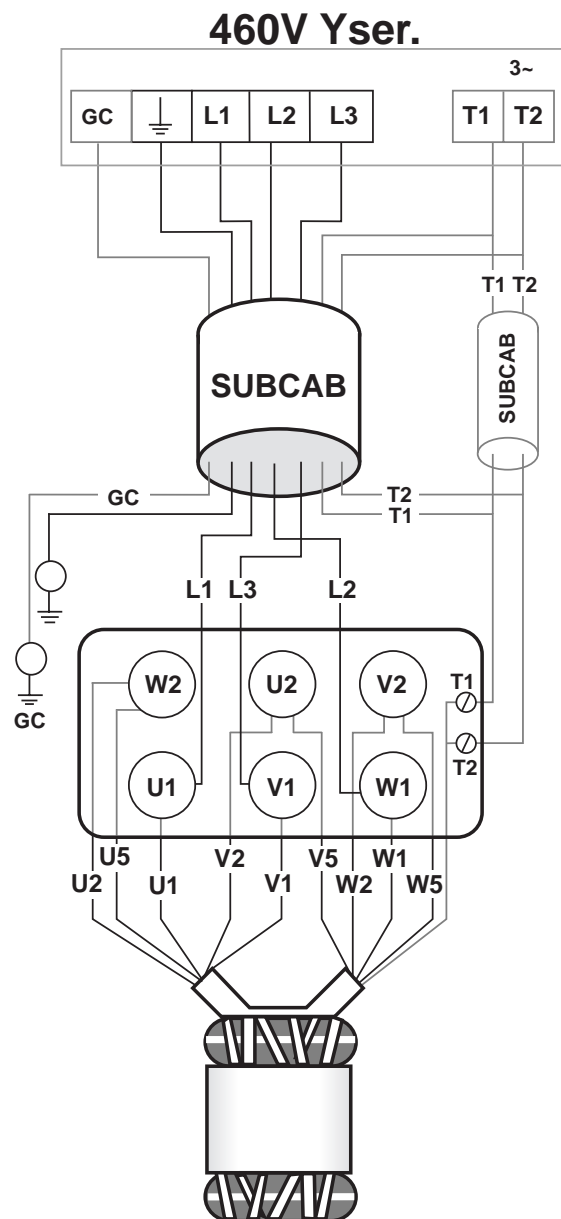 460V Yser.
3~
GC L1 L2 L3 T1 T2
T1 T2
SUBCAB
SUBCAB
GC
T2
T1
L1 L3 L2
GC
W2 U2 V2 T1
U1 V1 W1 T2
U2 U5 U1 V2 V1 V5 W2 W1 W5